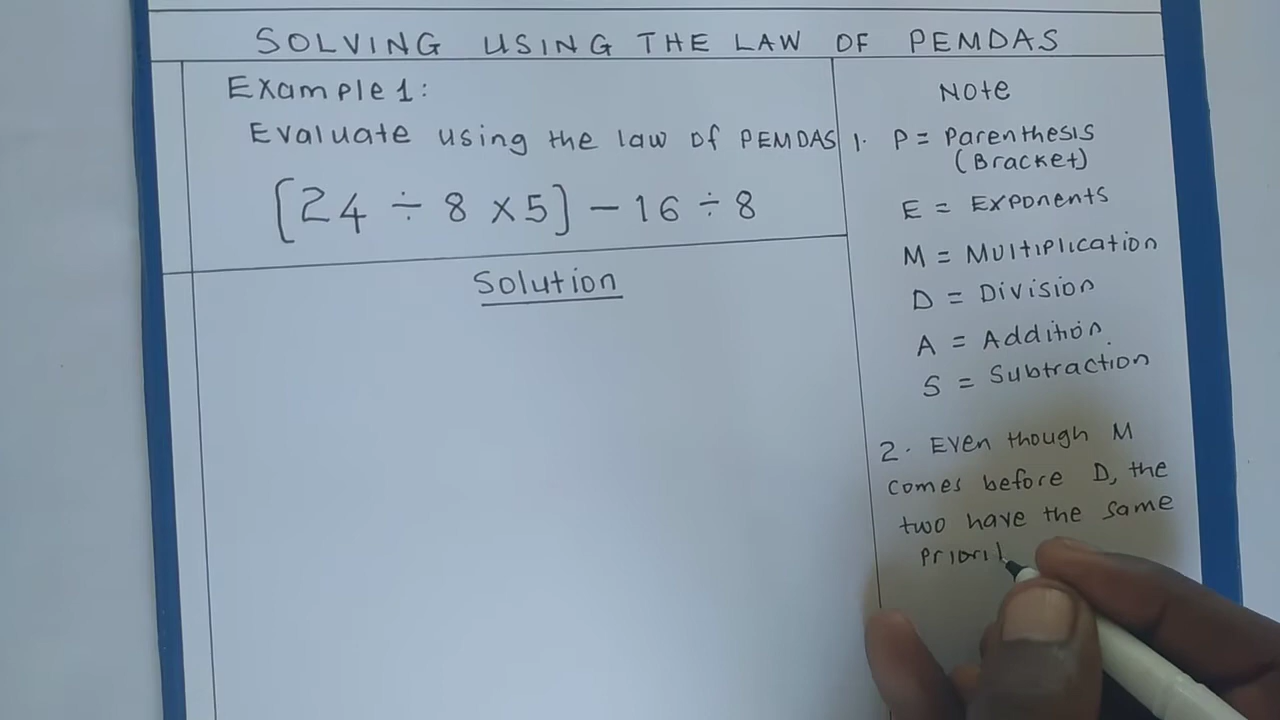 SOLVING USING THE LAW OF PEMDAS
Example 1:
Evaluate using the law of PEMDAS
[24 ÷ 8 × 5] − 16 ÷ 8
Solution
Note
1. P = Parenthesis
(Bracket)
E = Exponents
M = Multiplication
D = Division
A = Addition.
S = Subtraction
2. Even though M
comes before D, the
two have the same